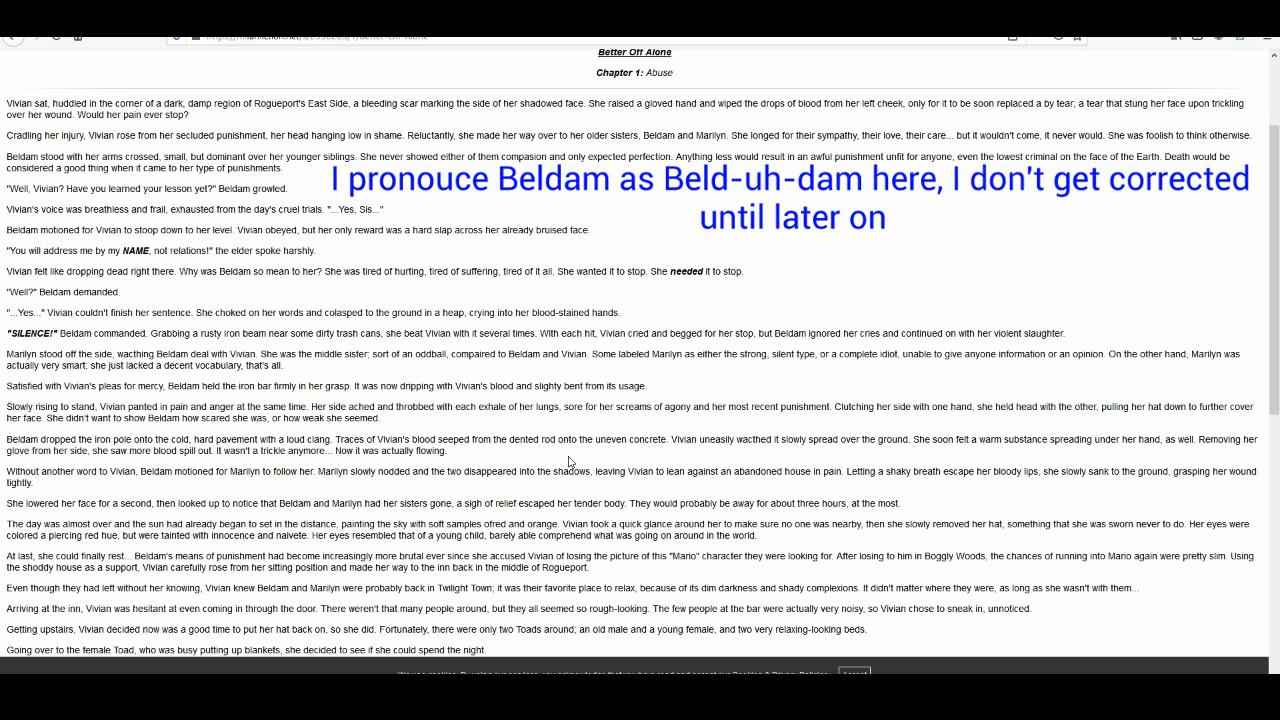 Better Off Alone
Chapter 1: Abuse
Vivian sat, huddled in the corner of a dark, damp region of Rogueport's East Side, a bleeding scar marking the side of her shadowed face. She raised a gloved hand and wiped the drops of blood from her left cheek, only for it to be soon replaced a by tear; a tear that stung her face upon trickling
over her wound. Would her pain ever stop?
Cradling her injury, Vivian rose from her secluded punishment, her head hanging low in shame. Reluctantly, she made her way over to her older sisters, Beldam and Marilyn. She longed for their sympathy, their love, their care... but it wouldn't come, it never would. She was foolish to think otherwise.
Beldam stood with her arms crossed, small, but dominant over her younger siblings. She never showed either of them compasion and only expected perfection. Anything less would result in an awful punishment unfit for anyone, even the lowest criminal on the face of the Earth. Death would be
considered a good thing when it came to her type of punishments.
I pronouce Beldam as Beld-uh-dam here, I don't get corrected
until later on
"Well, Vivian? Have you learned your lesson yet?" Beldam growled.
Vivian's voice was breathless and frail, exhausted from the day's cruel trials. "...Yes, Sis..."
Beldam motioned for Vivian to stoop down to her level. Vivian obeyed, but her only reward was a hard slap across her already bruised face.
"You will address me by my NAME, not relations!" the elder spoke harshly.
Vivian felt like dropping dead right there. Why was Beldam so mean to her? She was tired of hurting, tired of suffering, tired of it all. She wanted it to stop. She needed it to stop.
"Well?" Beldam demanded.
"...Yes..." Vivian couldn't finish her sentence. She choked on her words and colasped to the ground in a heap, crying into her blood-stained hands.
"SILENCE!" Beldam commanded. Grabbing a rusty iron beam near some dirty trash cans, she beat Vivian with it several times. With each hit, Vivian cried and begged for her stop, but Beldam ignored her cries and continued on with her violent slaughter.
Marilyn stood off the side, wacthing Beldam deal with Vivian. She was the middle sister; sort of an oddball, compaired to Beldam and Vivian. Some labeled Marilyn as either the strong, silent type, or a complete idiot, unable to give anyone information or an opinion. On the other hand, Marilyn was
actually very smart; she just lacked a decent vocabulary, that's all.
Satisfied with Vivian's pleas for mercy, Beldam held the iron bar firmly in her grasp. It was now dripping with Vivian's blood and slighty bent from its usage.
Slowly rising to stand, Vivian panted in pain and anger at the same time. Her side ached and throbbed with each exhale of her lungs, sore for her screams of agony and her most recent punishment. Clutching her side with one hand, she held head with the other, pulling her hat down to further cover
her face. She didn't want to show Beldam how scared she was, or how weak she seemed.
Beldam dropped the iron pole onto the cold, hard pavement with a loud clang. Traces of Vivian's blood seeped from the dented rod onto the uneven concrete. Vivian uneasily wacthed it slowly spread over the ground. She soon felt a warm substance spreading under her hand, as well. Removing her
glove from her side, she saw more blood spill out. It wasn't a trickle anymore... Now it was actually flowing.
Without another word to Vivian, Beldam motioned for Marilyn to follow her. Marilyn slowly nodded and the two disappeared into the shadows, leaving Vivian to lean against an abandoned house in pain. Letting a shaky breath escape her bloody lips, she slowly sank to the ground, grasping her wound
tightly.
She lowered her face for a second, then looked up to notice that Beldam and Marilyn had her sisters gone, a sigh of relief escaped her tender body. They would probably be away for about three hours, at the most.
The day was almost over and the sun had already began to set in the distance, painting the sky with soft samples ofred and orange. Vivian took a quick glance around her to make sure no one was nearby, then she slowly removed her hat, something that she was sworn never to do. Her eyes were
colored a piercing red hue, but were tainted with innocence and naivete. Her eyes resembled that of a young child, barely able comprehend what was going on around in the world.
At last, she could finally rest... Beldam's means of punishment had become increasingly more brutal ever since she accused Vivian of losing the picture of this "Mario" character they were looking for. After losing to him in Boggly Woods, the chances of running into Mario again were pretty slim. Using
the shoddy house as a support, Vivian carefully rose from her sitting position and made her way to the inn back in the middle of Rogueport.
Even though they had left without her knowing, Vivian knew Beldam and Marilyn were probably back in Twilight Town; it was their favorite place to relax, because of its dim darkness and shady complexions. It didn't matter where they were, as long as she wasn't with them...
Arriving at the inn, Vivian was hesitant at even coming in through the door. There weren't that many people around, but they all seemed so rough-looking. The few people at the bar were actually very noisy, so Vivian chose to sneak in, unnoticed.
Getting upstairs, Vivian decided now was a good time to put her hat back on, so she did. Fortunately, there were only two Toads around; an old male and a young female, and two very relaxing-looking beds.
Going over to the female Toad, who was busy putting up blankets, she decided to see if she could spend the night.